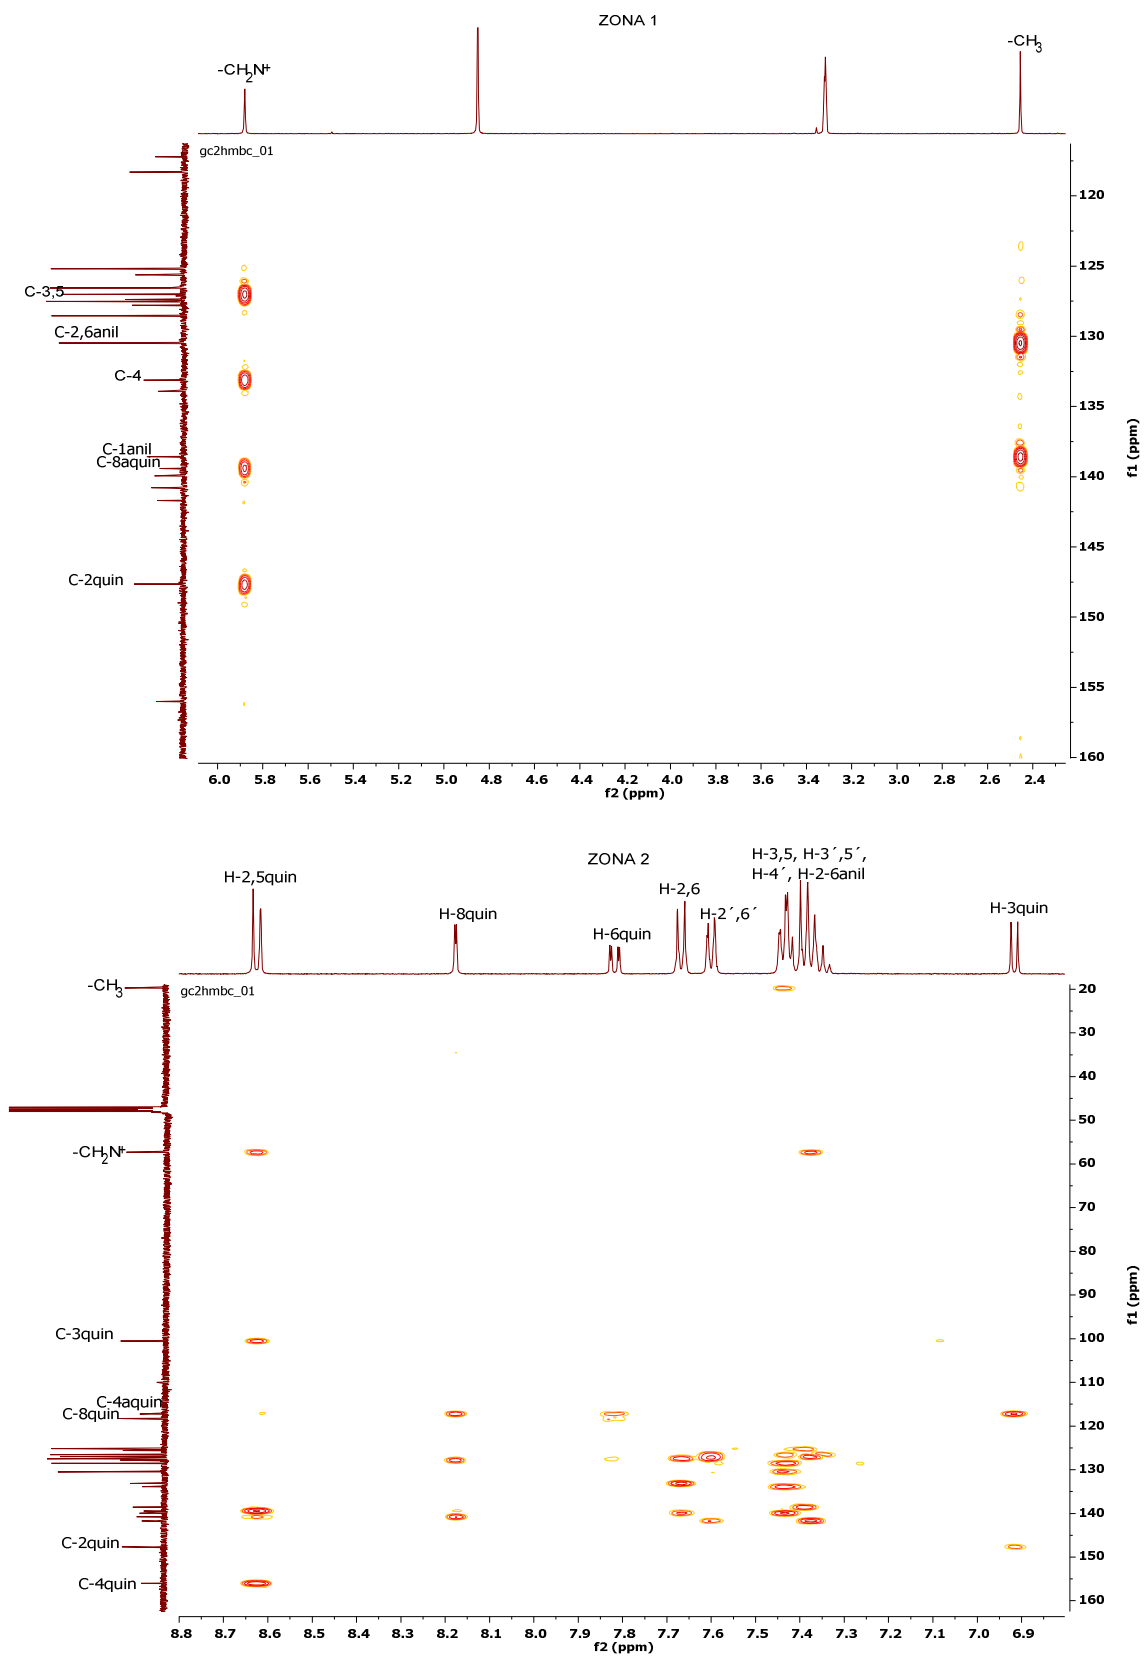 ZONA 1
-CH2N+
-CH3
gc2hmbc_01
C-3,5
C-2,6anil
C-4
C-1anil
C-8aquin
C-2quin
120
125
130
135
140
145
150
155
160
f1 (ppm)
6.0 5.8 5.6 5.4 5.2 5.0 4.8 4.6 4.4 4.2 4.0 3.8 3.6 3.4 3.2 3.0 2.8 2.6 2.4
f2 (ppm)
ZONA 2
H-2,5quin
H-8quin
H-6quin
H-2,6
H-2´,6´
H-3,5, H-3´,5´,
H-4´, H-2-6anil
H-3quin
gc2hmbc_01
-CH3
-CH2N+
C-3quin
C-4aquin
C-8quin
C-2quin
C-4quin
20
30
40
50
60
70
80
90
100
110
120
130
140
150
160
f1 (ppm)
8.8 8.6 8.5 8.4 8.3 8.2 8.1 8.0 7.9 7.8 7.7 7.6 7.5 7.4 7.3 7.2 7.1 7.0 6.9
f2 (ppm)